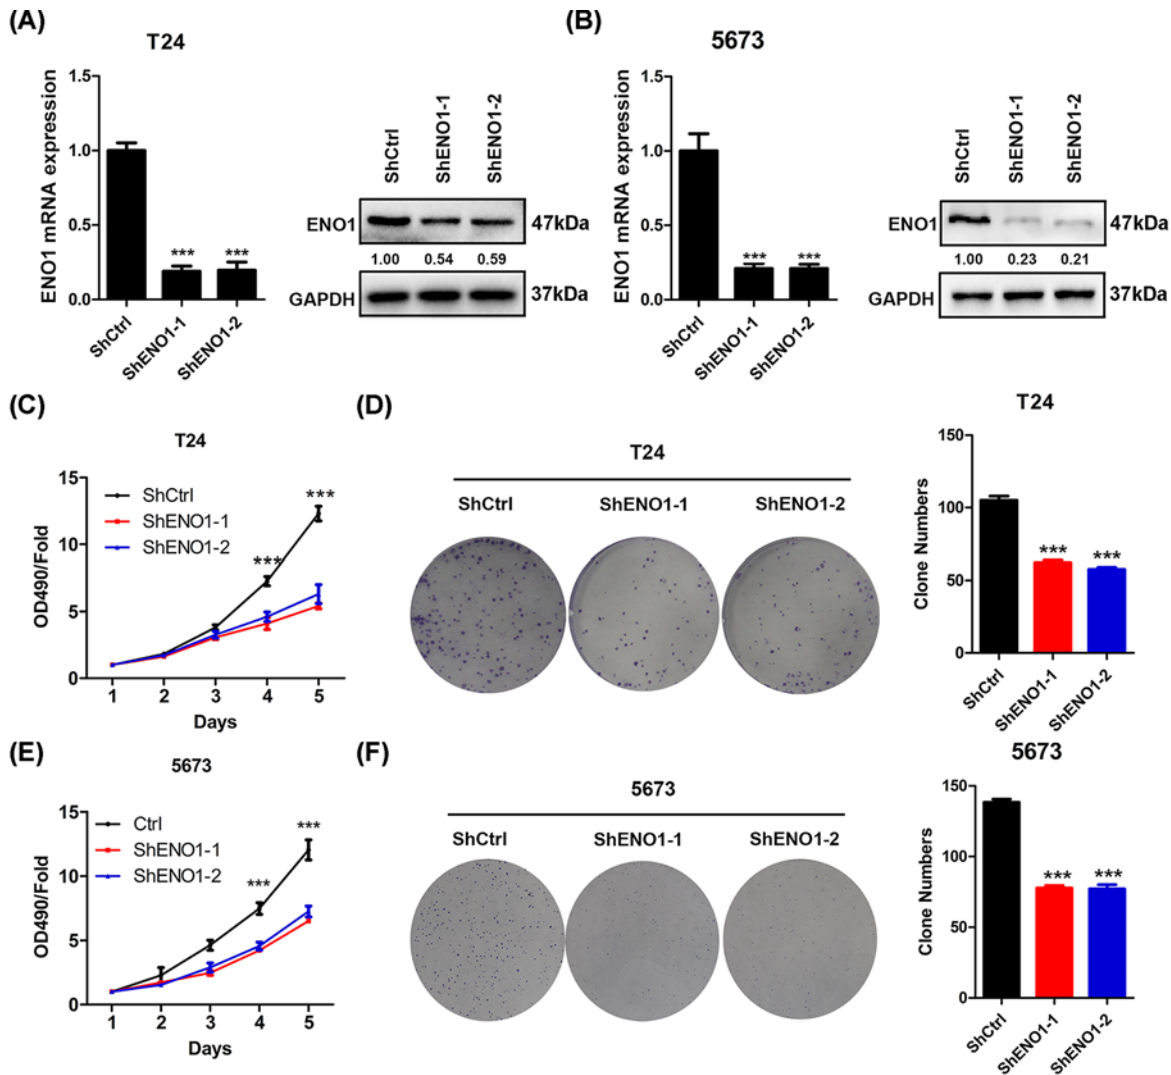 (A)
T24
ENO1 mRNA expression
1.5
1.0
0.5
0.0
ShCtrl
ShENO1-1
ShENO1-2
***
***
ShCtrl
ShENO1-1
ShENO1-2
ENO1
47kDa
1.00 0.54 0.59
GAPDH
37kDa
(B)
5673
ENO1 mRNA expression
1.5
1.0
0.5
0.0
***
***
ShCtrl
ShENO1-1
ShENO1-2
ShCtrl
ShENO1-1
ShENO1-2
ENO1
47kDa
1.00 0.23 0.21
GAPDH
37kDa
(C)
T24
OD490/Fold
15
10
5
0
ShCtrl
ShENO1-1
ShENO1-2
***
***
1 2 3 4 5
Days
(D)
T24
ShCtrl ShENO1-1 ShENO1-2
T24
Clone Numbers
150
100
50
0
***
***
ShCtrl
ShENO1-1
ShENO1-2
(E)
5673
OD490/Fold
15
10
5
0
Ctrl
ShENO1-1
ShENO1-2
***
***
1 2 3 4 5
Days
(F)
5673
ShCtrl ShENO1-1 ShENO1-2
5673
Clone Numbers
150
100
50
0
***
***
ShCtrl
ShENO1-1
ShENO1-2